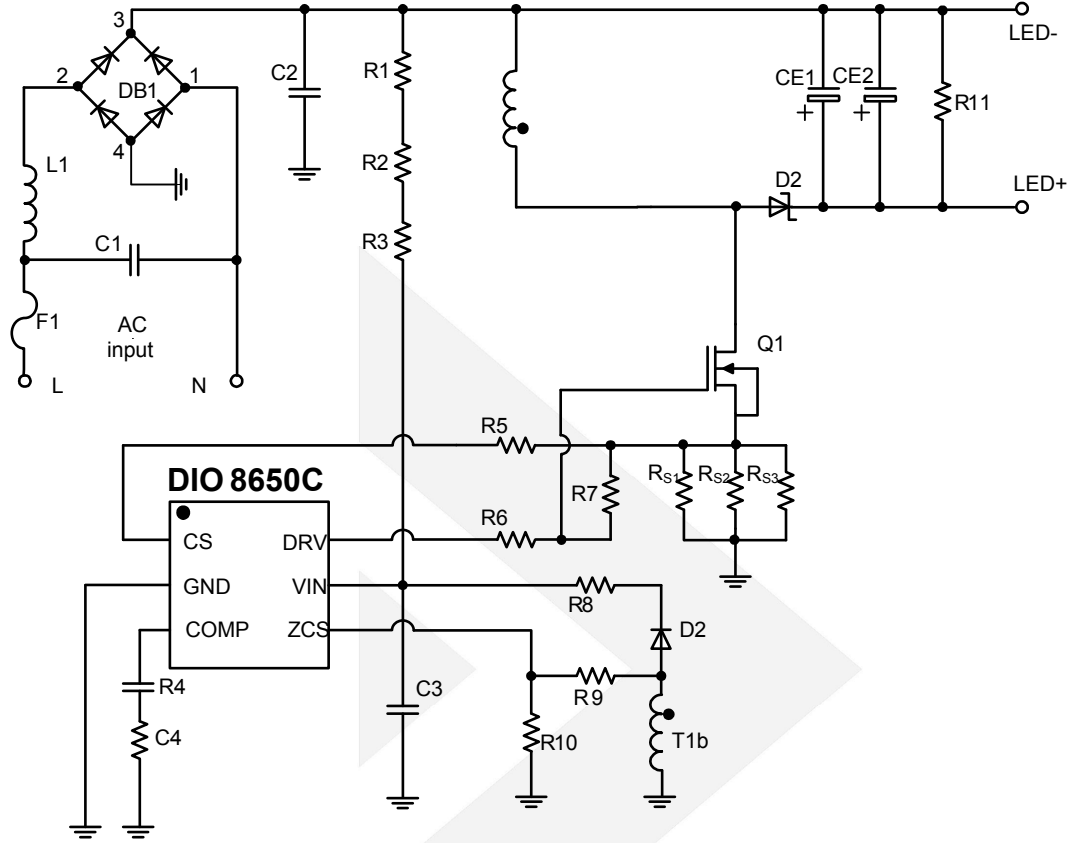 3
LED-
2
DB1
1
C2
R1
CE1
CE2
R11
+
+
4
R2
L1
D2
LED+
C1
R3
F1
AC
input
L
N
Q1
R5
DIO 8650C
RS1
RS2
RS3
R7
R6
CS
DRV
GND
VIN
R8
COMP
ZCS
D2
R4
C3
R9
C4
R10
T1b